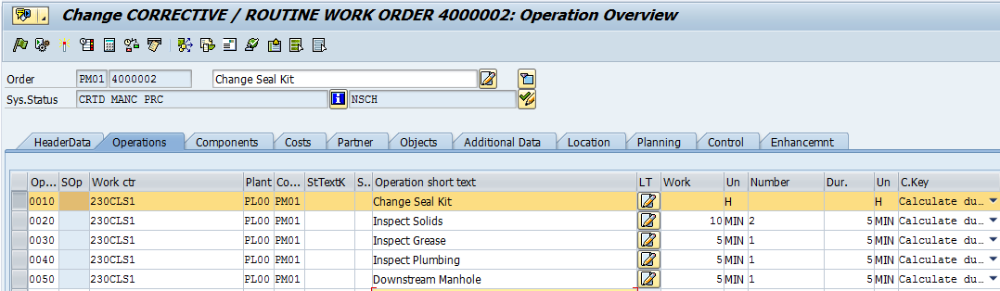 Change CORRECTIVE / ROUTINE WORK ORDER 4000002: Operation Overview
Order PM01 4000002 Change Seal Kit
Sys.Status CRTD MANC PRC NSCH
HeaderData Operations Components Costs Partner Objects Additional Data Location Planning Control Enhancemnt
Op... SOp Work ctr Plant Co... StTextK S.. Operation short text LT Work Un Number Dur. Un C.Key
0010 230CLS1 PL00 PM01 Change Seal Kit H H Calculate du...
0020 230CLS1 PL00 PM01 Inspect Solids 10 MIN 2 5 MIN Calculate du...
0030 230CLS1 PL00 PM01 Inspect Grease 5 MIN 1 5 MIN Calculate du...
0040 230CLS1 PL00 PM01 Inspect Plumbing 5 MIN 1 5 MIN Calculate du...
0050 230CLS1 PL00 PM01 Downstream Manhole 5 MIN 1 5 MIN Calculate du...